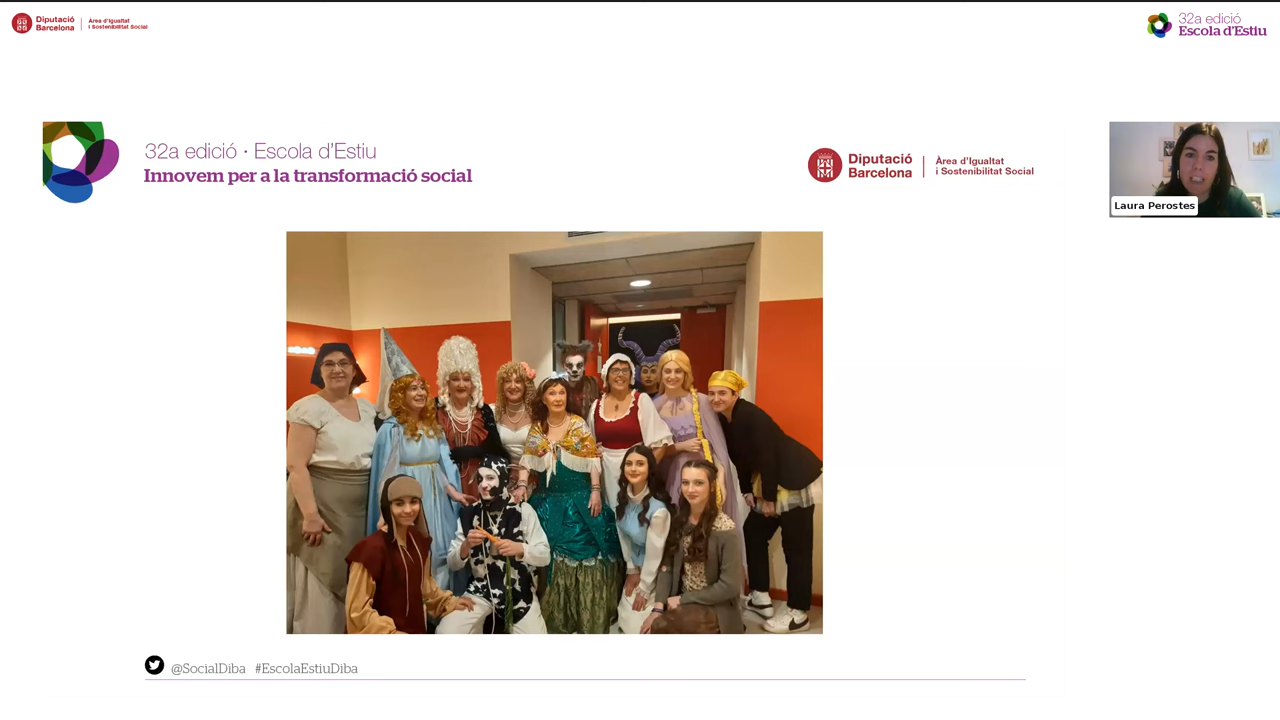 Diputació
Barcelona
Àrea d'Igualtat
i Sostenibilitat Social
32a edició
Escola d'Estiu
32a edició · Escola d'Estiu
Innovem per a la transformació social
Diputació
Barcelona
Àrea d'Igualtat
i Sostenibilitat Social
Laura Perostes
@SocialDiba #EscolaEstiuDiba